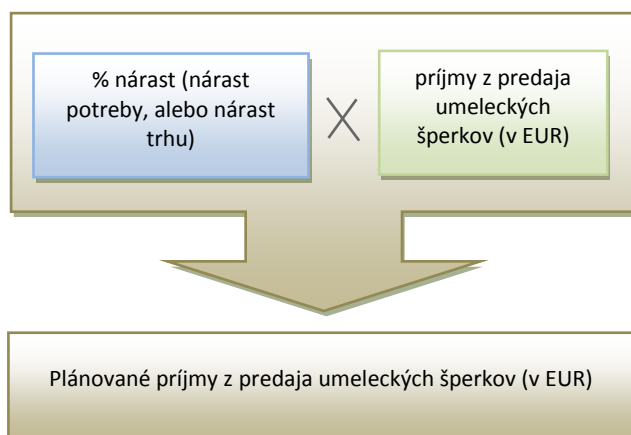 % nárast (nárast
potreby, alebo nárast
trhu)
príjmy z predaja
umeleckých
šperkov (v EUR)
Plánované príjmy z predaja umeleckých šperkov (v EUR)